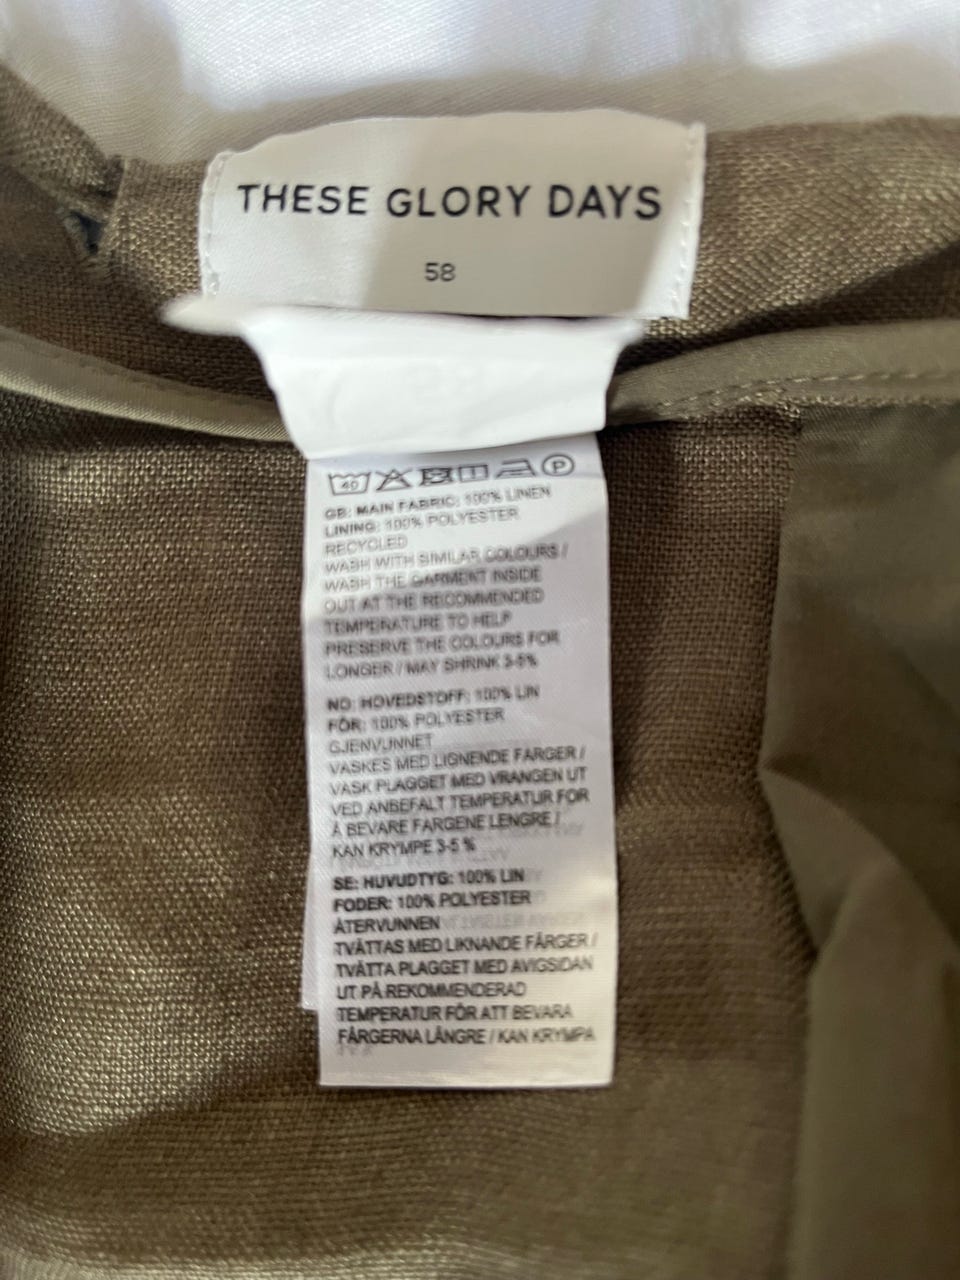 THESE GLORY DAYS
58
40 P
GB: MAIN FABRIC: 100% LINEN
LINING: 100% POLYESTER
RECYCLED
WASH WITH SIMILAR COLOURS /
WASH THE GARMENT INSIDE
OUT AT THE RECOMMENDED
TEMPERATURE TO HELP
PRESERVE THE COLOURS FOR
LONGER / MAY SHRINK 3-5%
NO: HOVEDSTOFF: 100% LIN
FÔR: 100% POLYESTER
GJENVUNNET
VASKES MED LIGNENDE FARGER /
VASK PLAGGET MED VRANGEN UT
VED ANBEFALT TEMPERATUR FOR
Å BEVARE FARGENE LENGRE /
KAN KRYMPE 3-5 %
SE: HUVUDTYG: 100% LIN
FODER: 100% POLYESTER
ÅTERVUNNEN
TVÄTTAS MED LIKNANDE FÄRGER /
TVÄTTA PLAGGET MED AVIGSIDAN
UT PÅ REKOMMENDERAD
TEMPERATUR FÖR ATT BEVARA
FÄRGERNA LÄNGRE / KAN KRYMPA